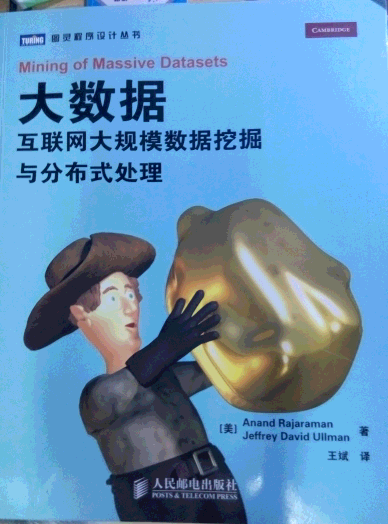 TURING
图灵程序设计丛书
CAMBRIDGE
Mining of Massive Datasets
大数据
互联网大规模数据挖掘
与分布式处理
[美] Anand Rajaraman
Jeffrey David Ullman 著
王斌 译
人民邮电出版社
POSTS & TELECOM PRESS